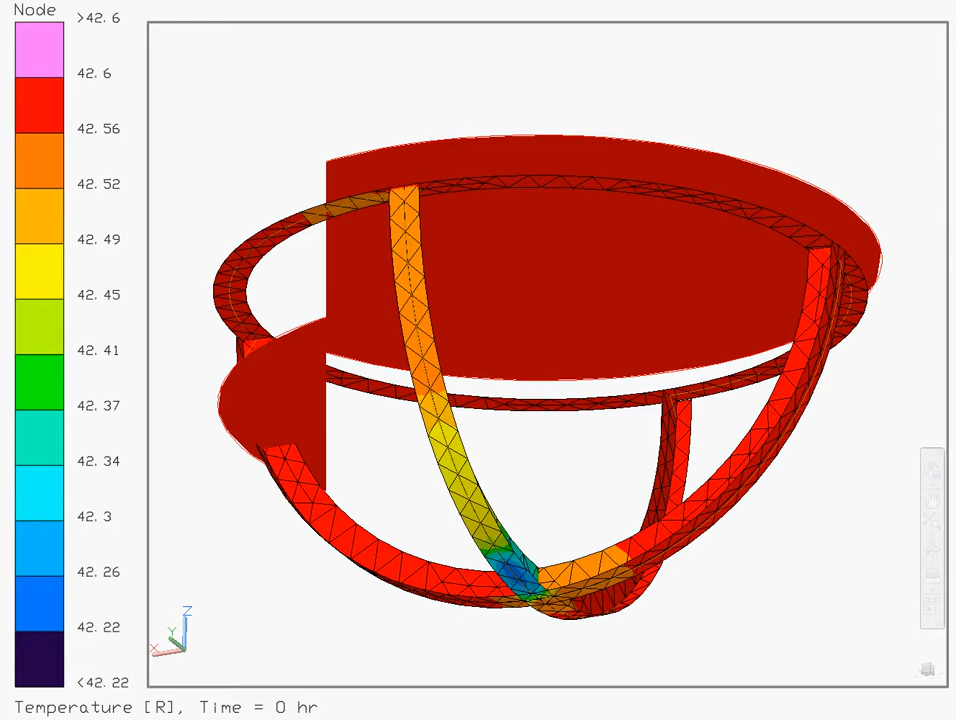 Node
>42.6
42.6
42.56
42.52
42.49
42.45
42.41
42.37
42.34
42.3
42.26
42.22
<42.22
Z
Y
X
Temperature [R], Time = 0 hr